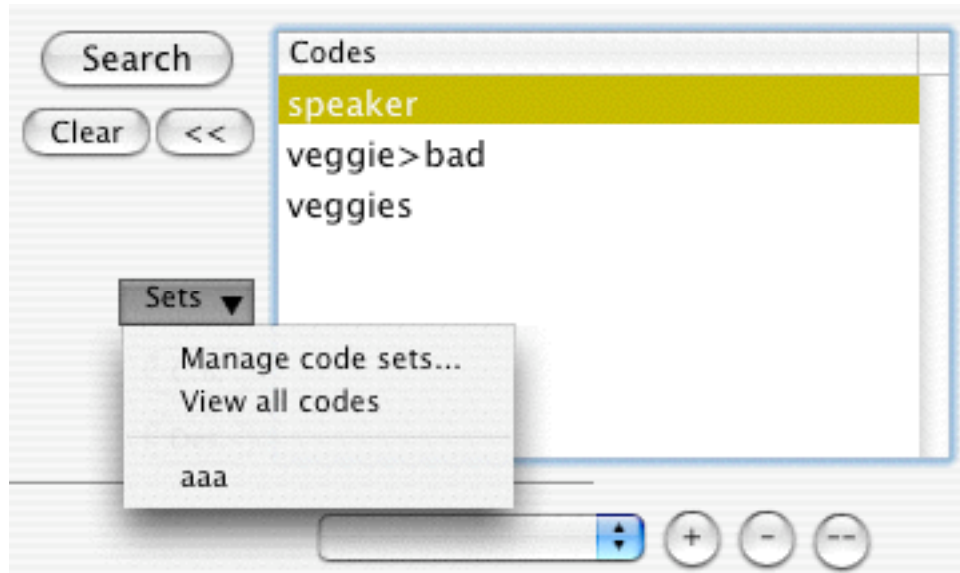 Search
Codes
speaker
Clear
<<
veggie>bad
veggies
Sets
Manage code sets...
View all codes
aaa
+
-
--